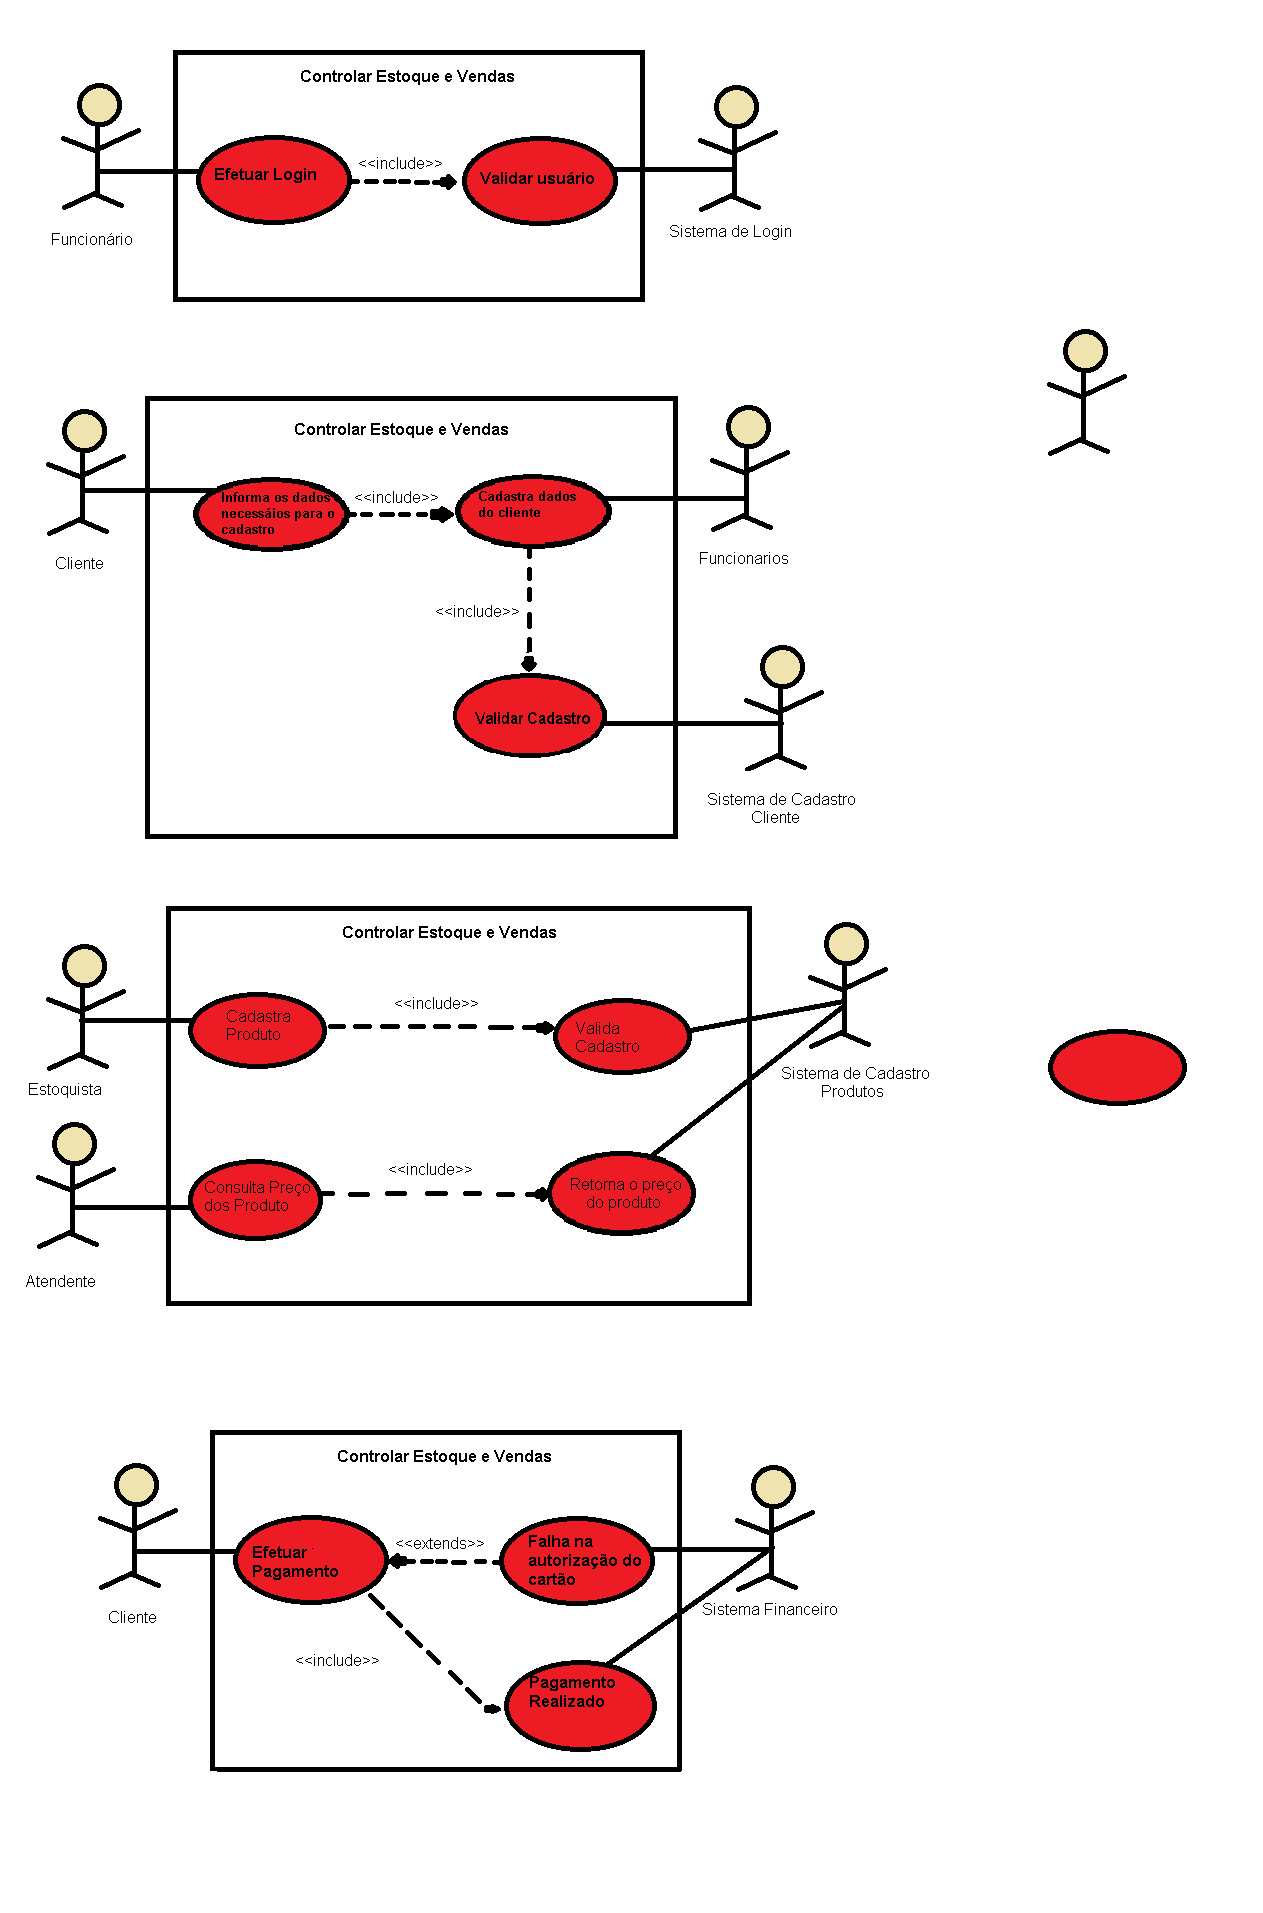 Controlar Estoque e Vendas
Efetuar Login
<<include>>
Validar usuário
Funcionário
Sistema de Login
Controlar Estoque e Vendas
Informa os dados
necessáios para o
cadastro
<<include>>
Cadastra dados
do cliente
Cliente
Funcionarios
<<include>>
Validar Cadastro
Sistema de Cadastro
Cliente
Controlar Estoque e Vendas
Cadastra
Produto
<<include>>
Valida
Cadastro
Estoquista
Sistema de Cadastro
Produtos
Consulta Preço
dos Produto
<<include>>
Retorna o preço
do produto
Atendente
Controlar Estoque e Vendas
Efetuar
Pagamento
<<extends>>
Falha na
autorização do
cartão
Cliente
Sistema Financeiro
<<include>>
Pagamento
Realizado